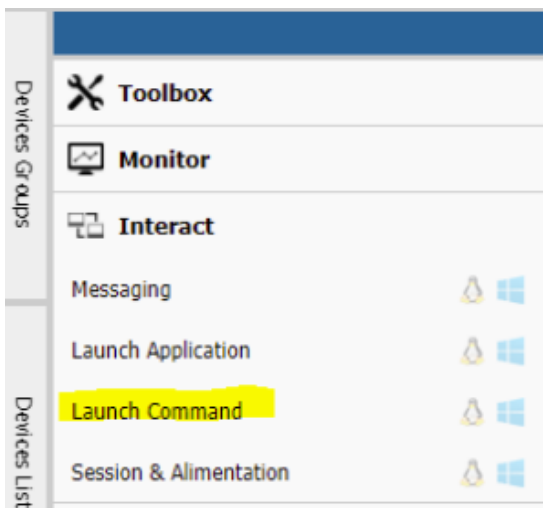 Devices Groups
Devices List
Toolbox
Monitor
Interact
Messaging
Launch Application
Launch Command
Session & Alimentation